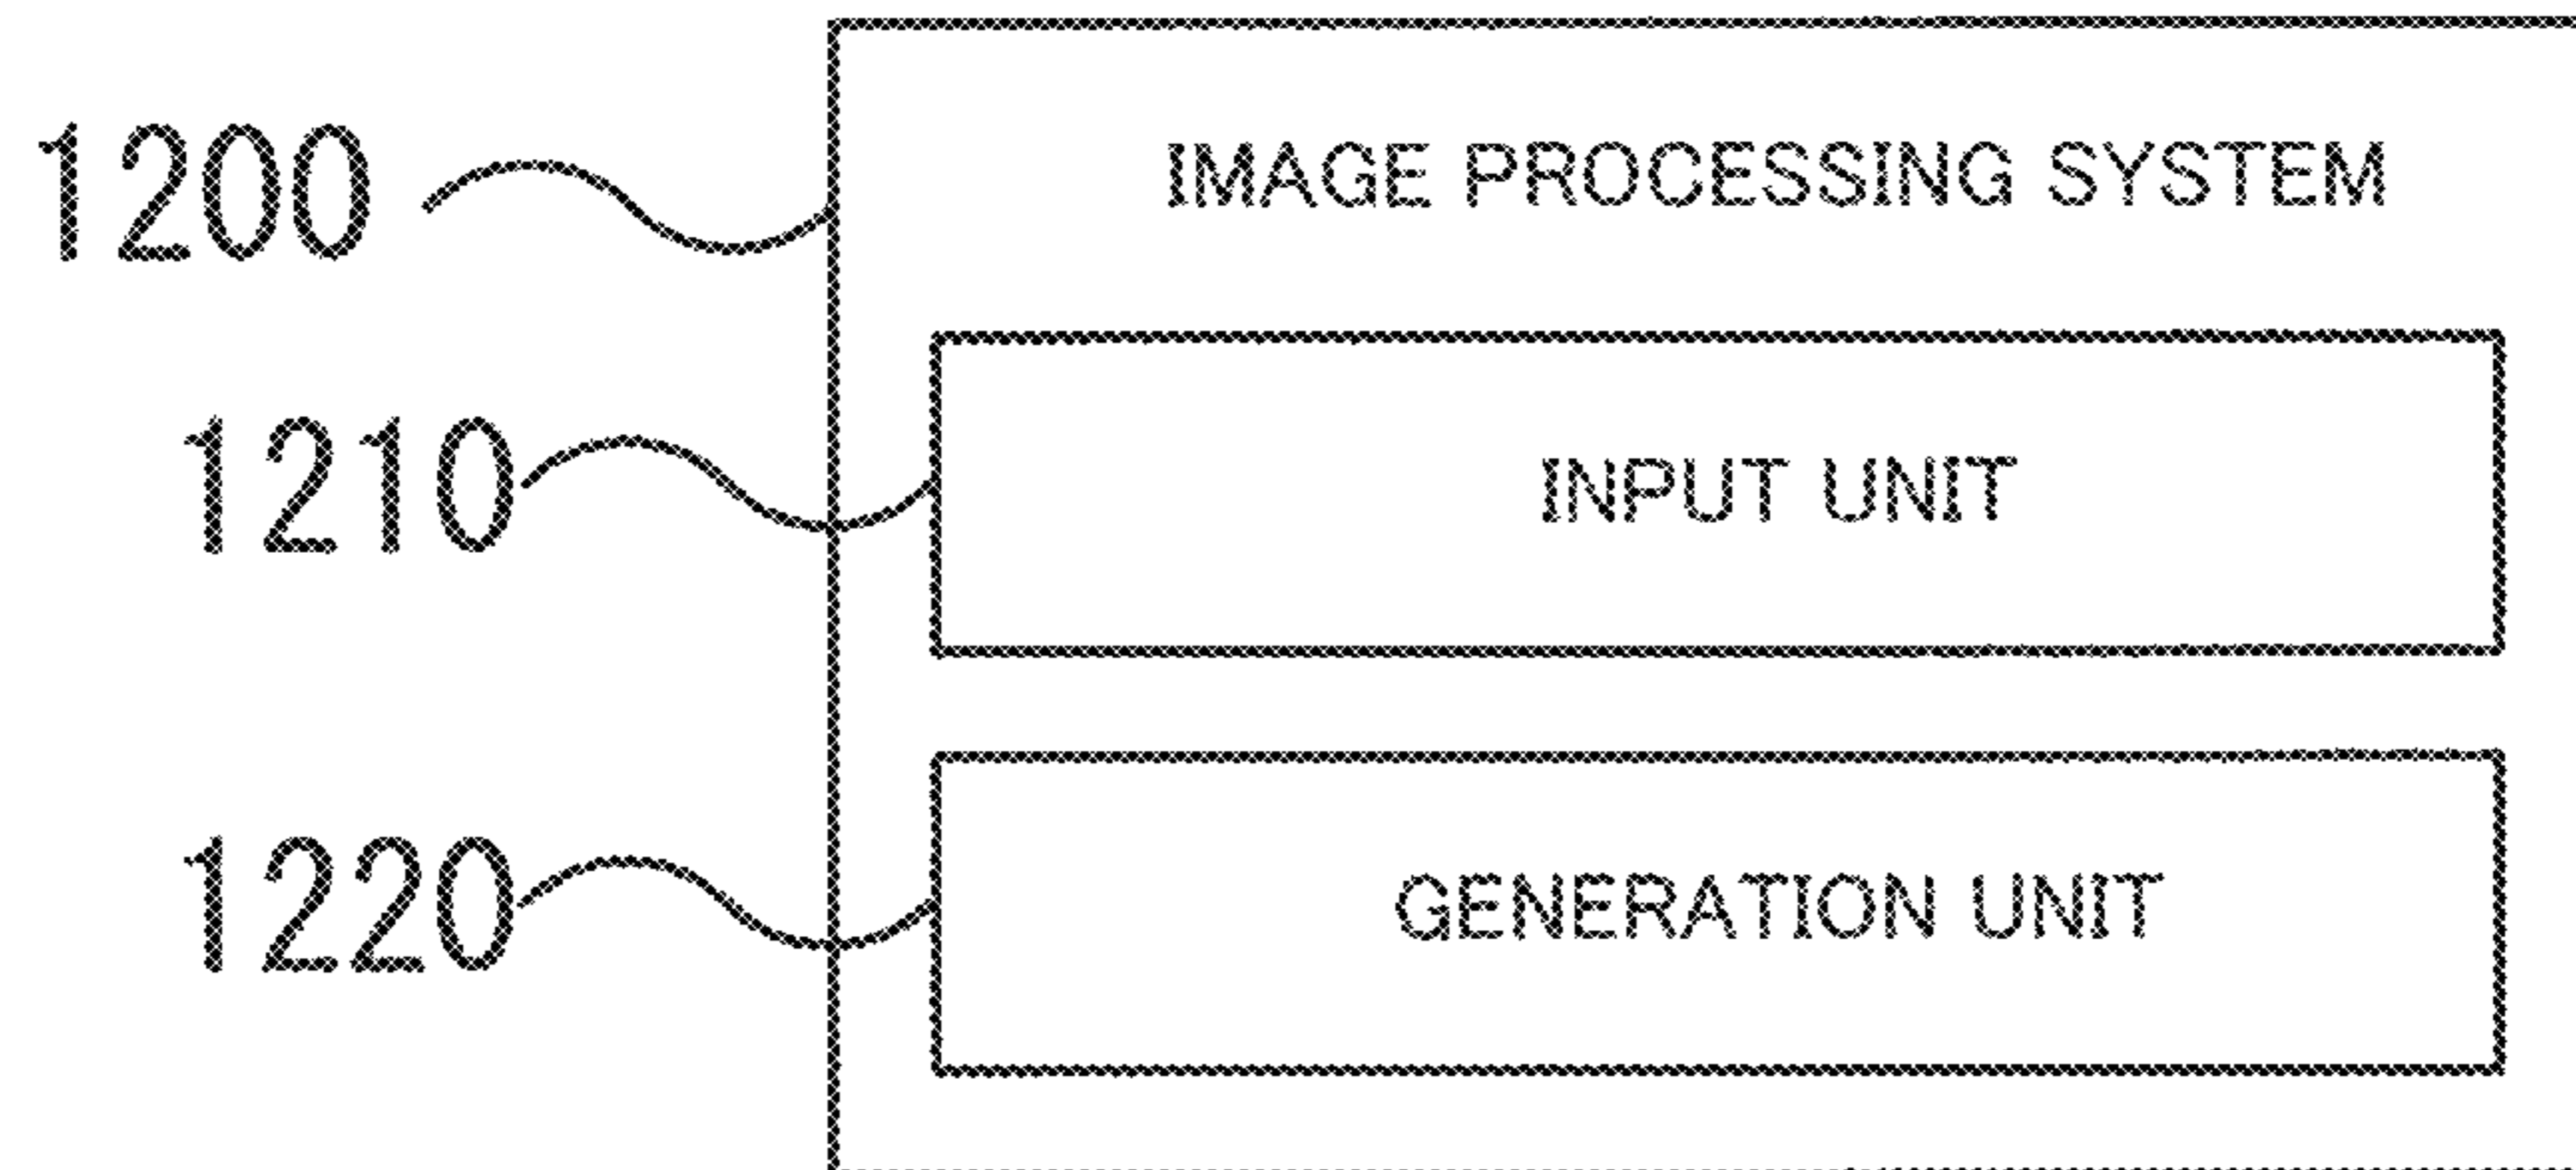 1200 IMAGE PROCESSING SYSTEM
1210 INPUT UNIT
1220 GENERATION UNIT